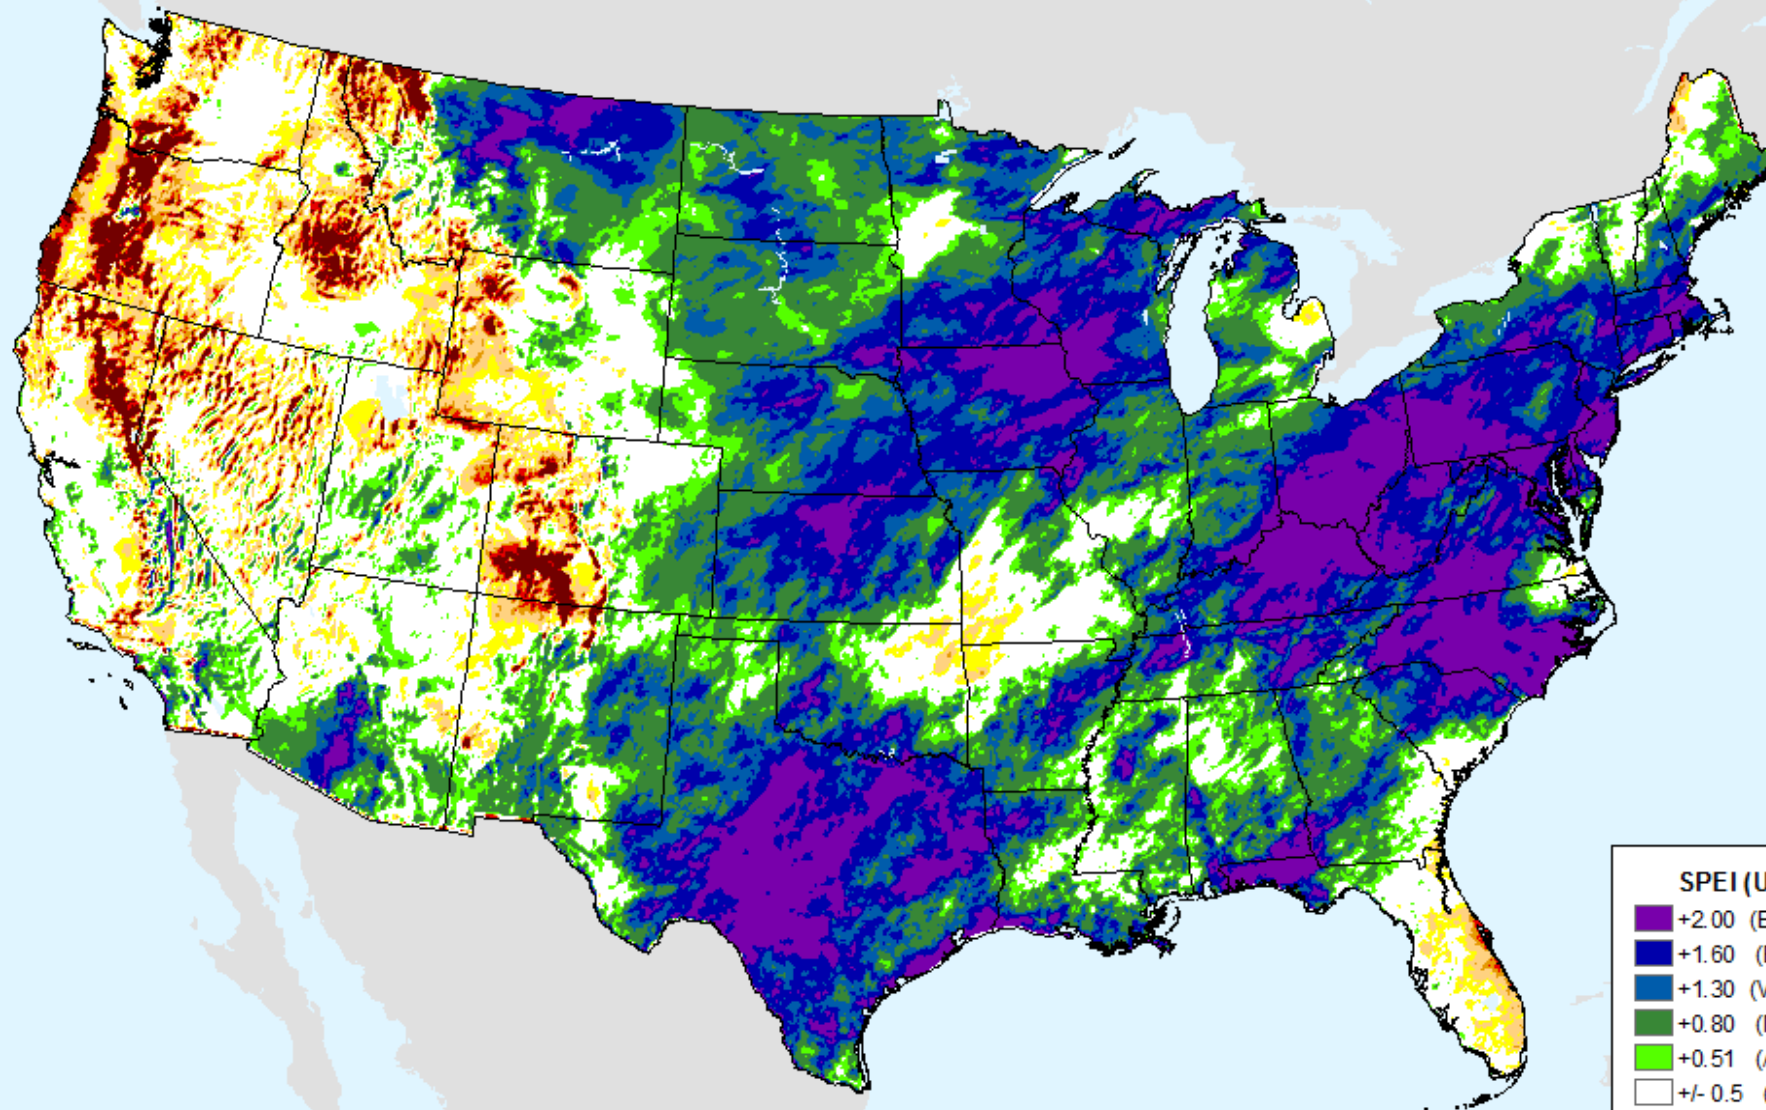 SPEI (U
+2.00 (E
+1.60 (
+1.30 (V
+0.80 (
+0.51 (A
+/- 0.5 (